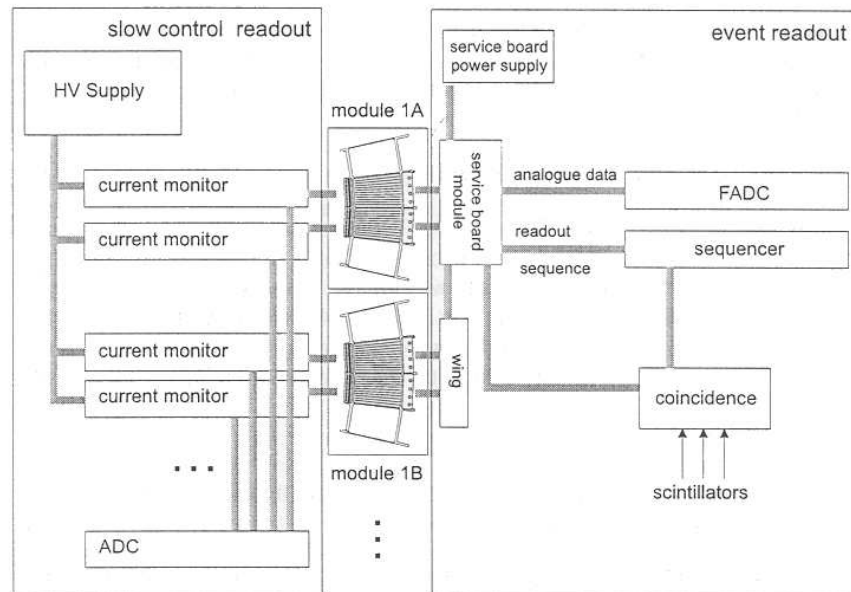 slow control readout
HV Supply
current monitor
current monitor
current monitor
current monitor
. . .
ADC
module 1A
module 1B
event readout
service board
power supply
service board
module
analogue data
FADC
readout
sequence
sequencer
wing
coincidence
scintillators